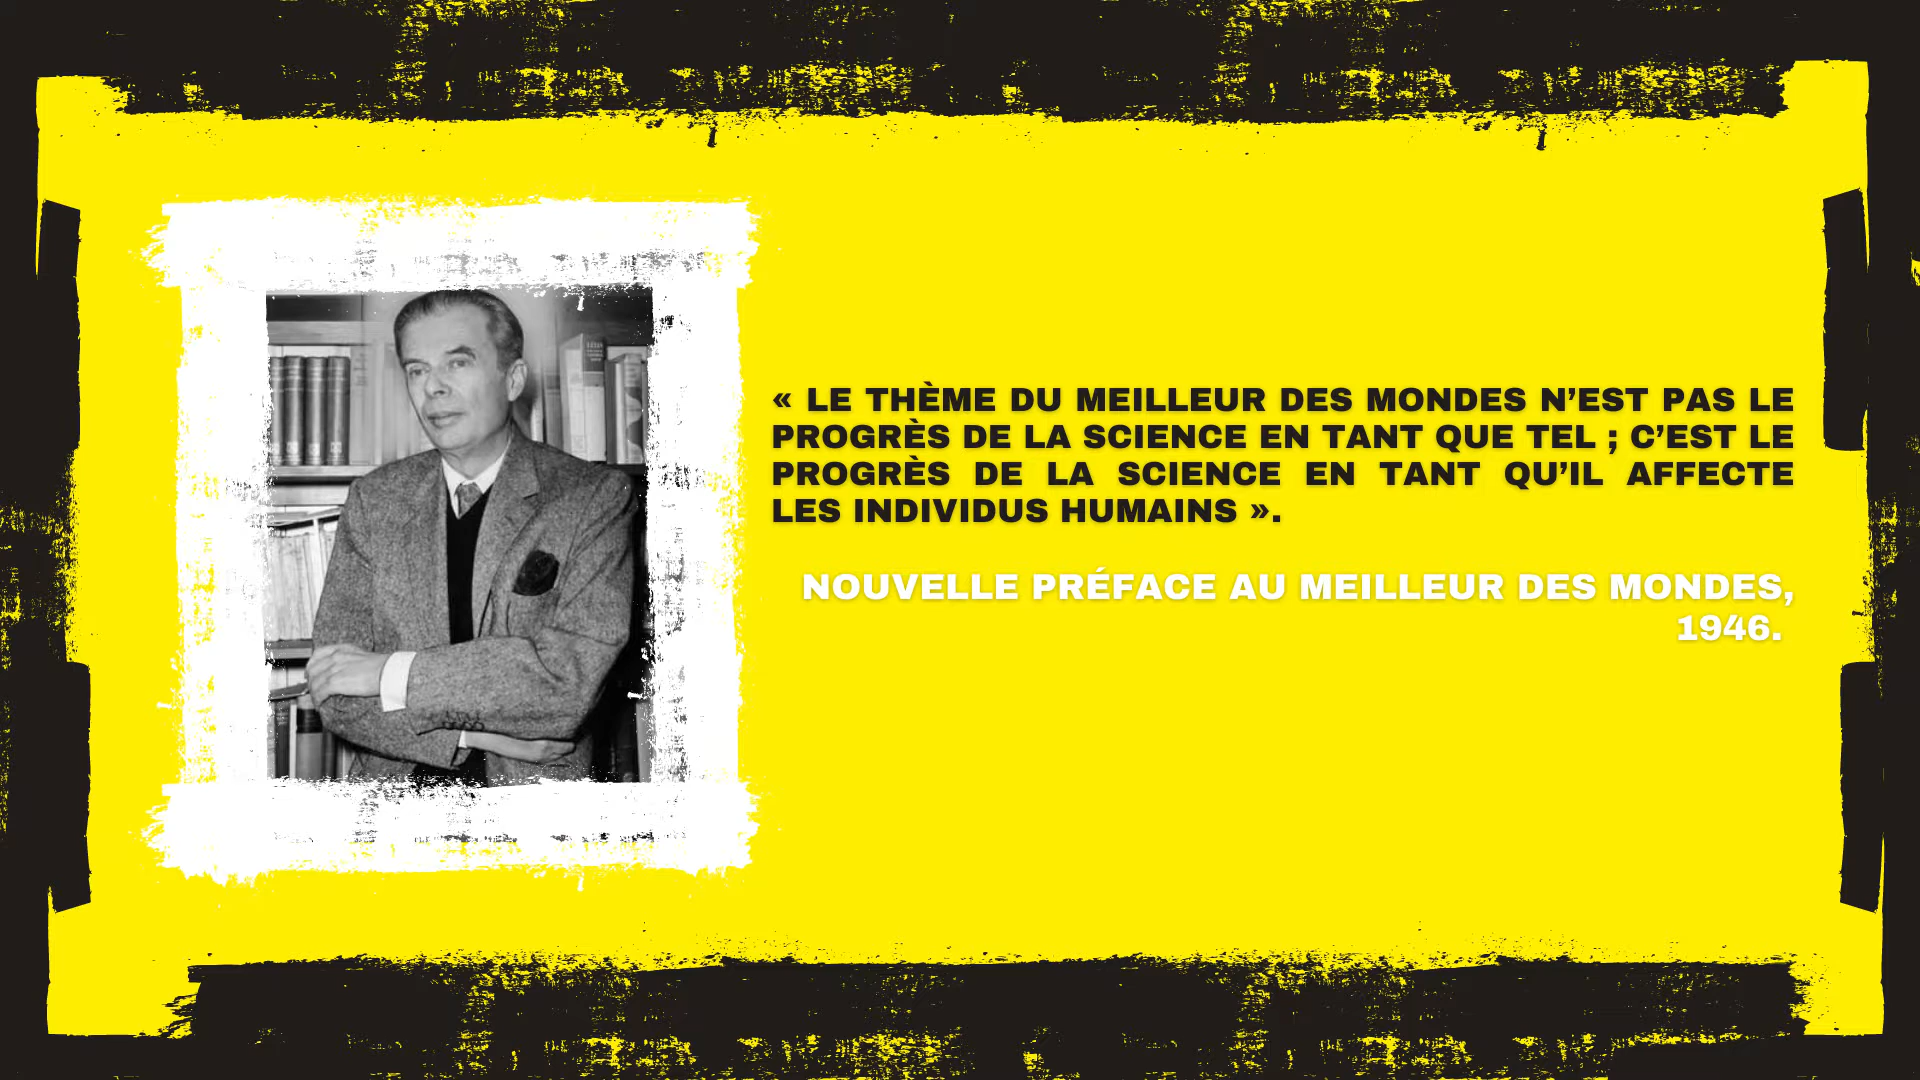 « LE THÈME DU MEILLEUR DES MONDES N’EST PAS LE
PROGRÈS DE LA SCIENCE EN TANT QUE TEL ; C’EST LE
PROGRÈS DE LA SCIENCE EN TANT QU’IL AFFECTE
LES INDIVIDUS HUMAINS ».
NOUVELLE PRÉFACE AU MEILLEUR DES MONDES,
1946.